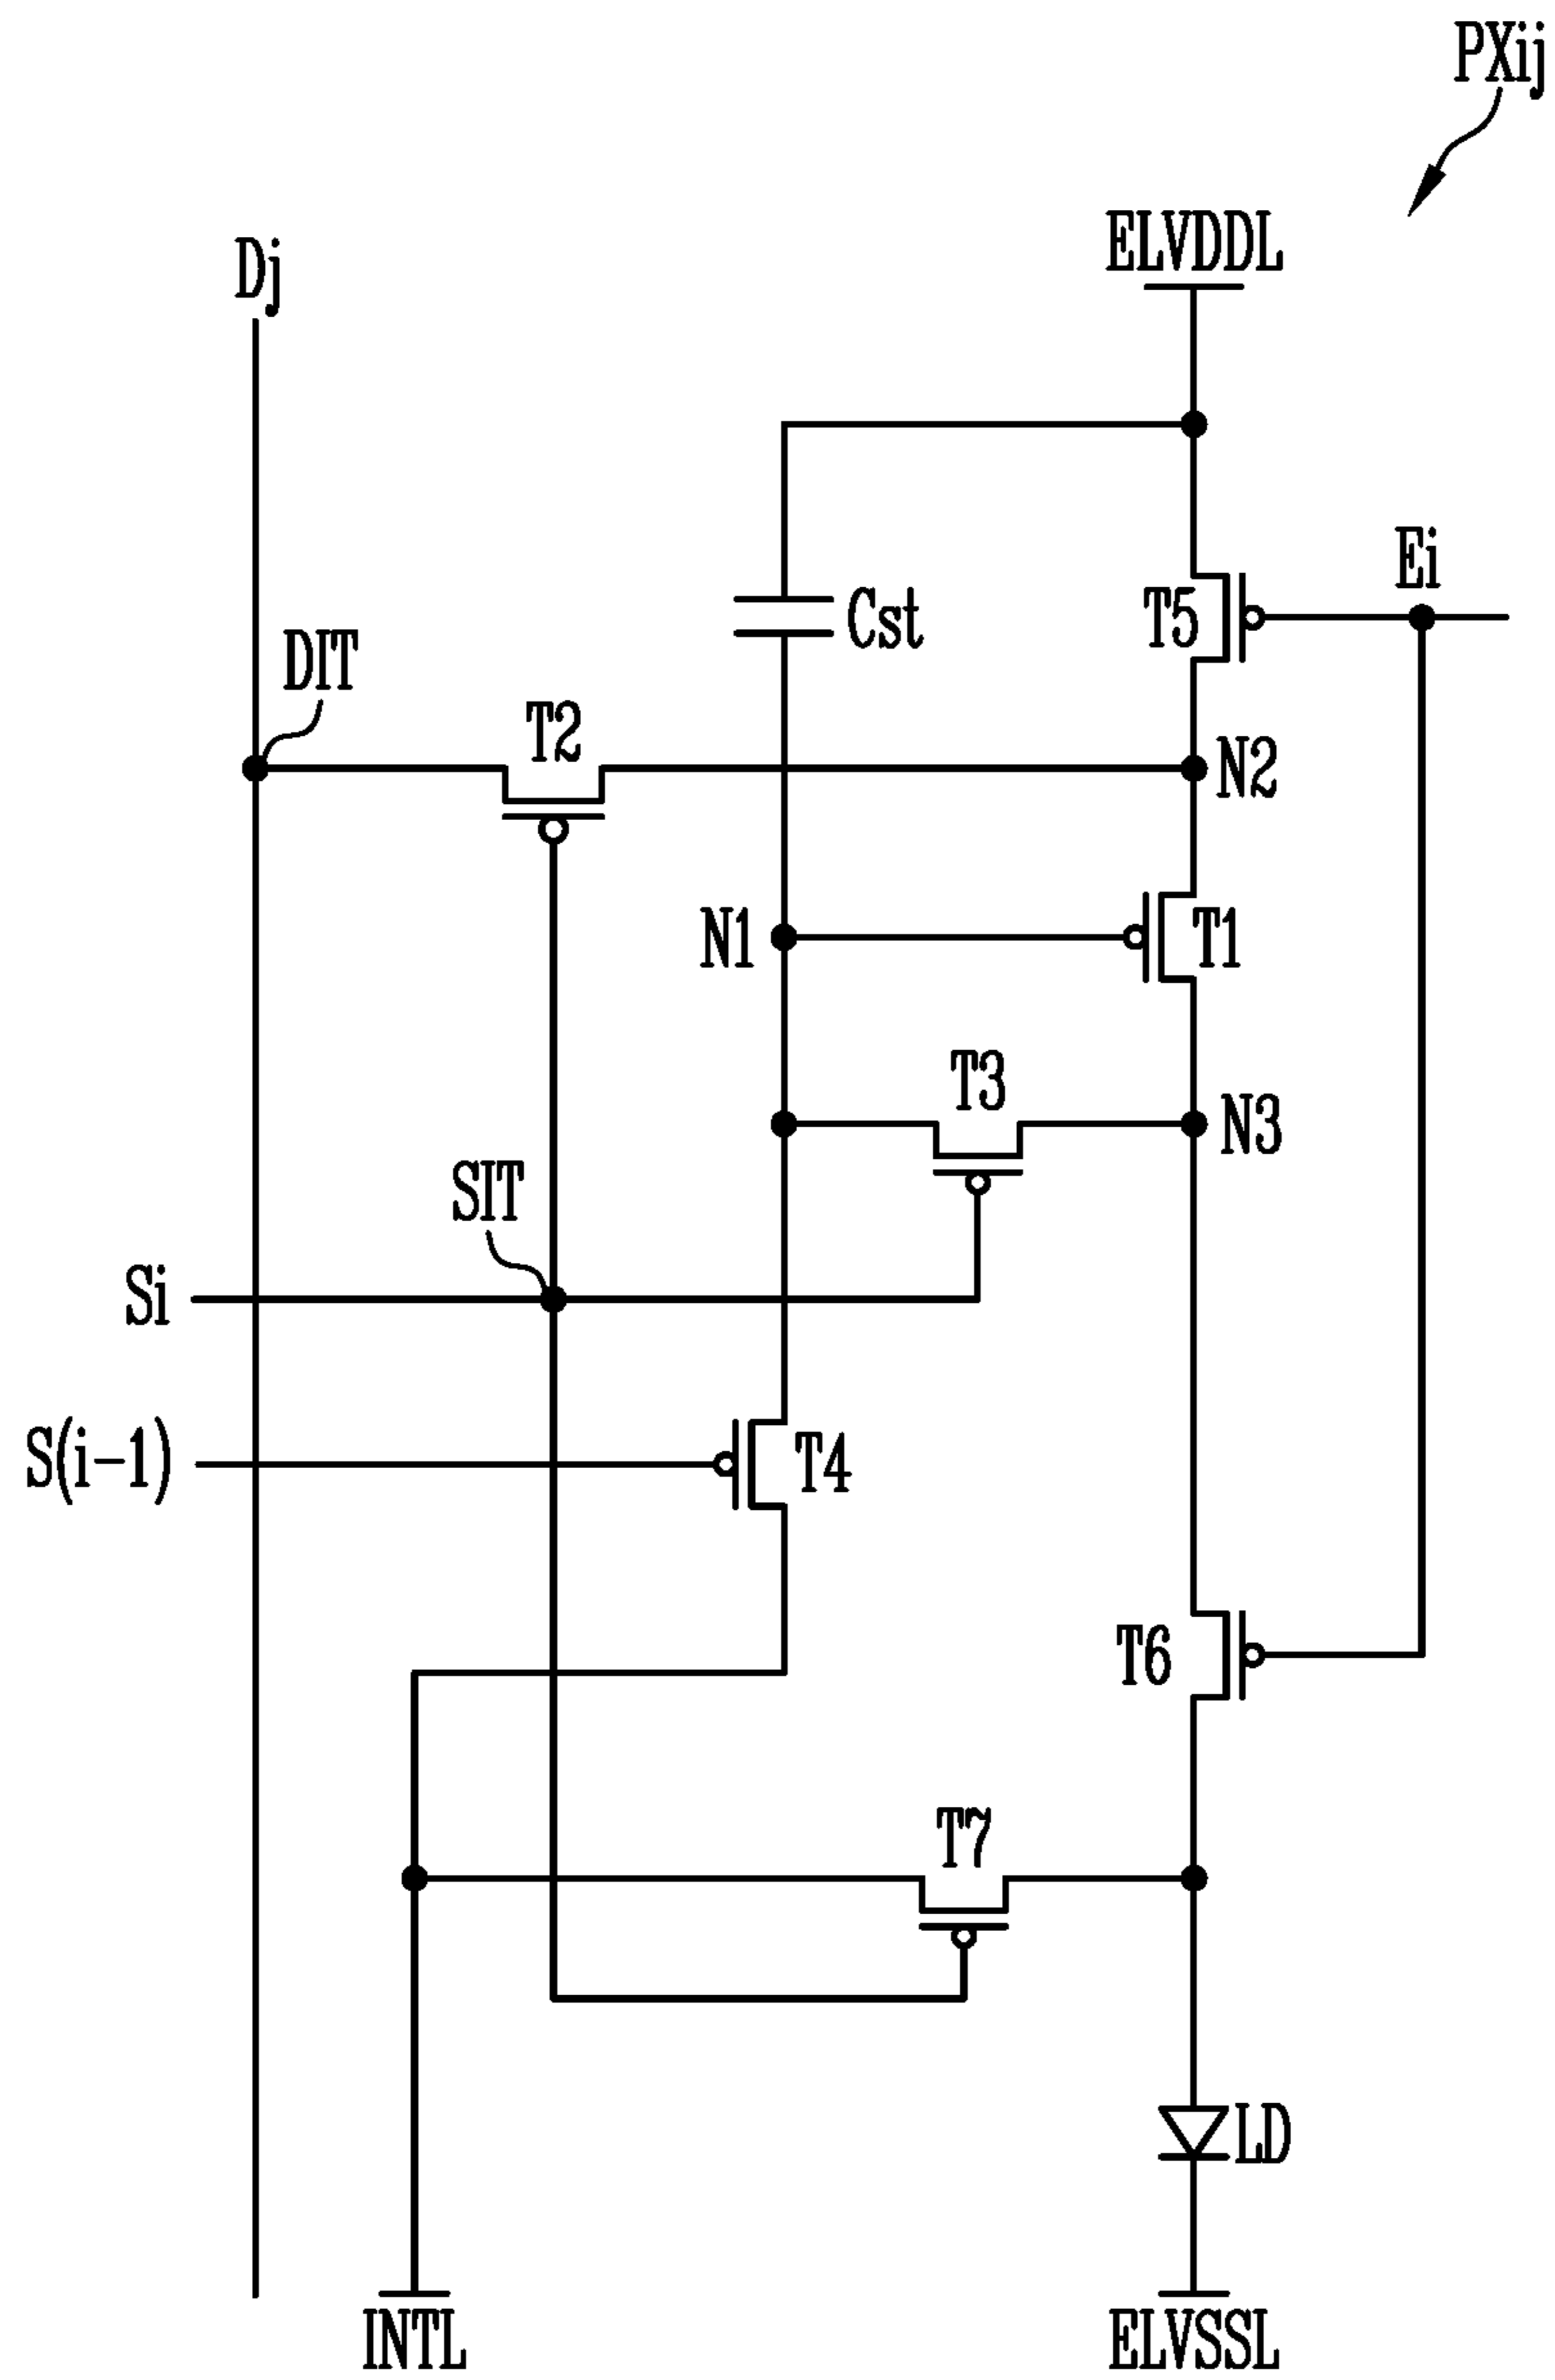 PXij
ELVDDL
Dj
Ei
T5
Cst
DIT
T2
N2
N1
T1
T3
N3
SIT
Si
S(i-1)
T4
T6
T7
LD
INTL
ELVSSL